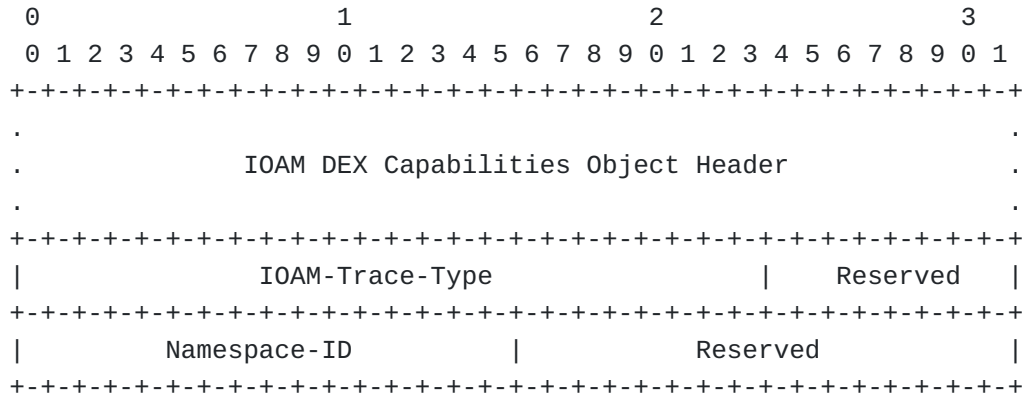 0                   1                   2                   3
 0 1 2 3 4 5 6 7 8 9 0 1 2 3 4 5 6 7 8 9 0 1 2 3 4 5 6 7 8 9 0 1
+-+-+-+-+-+-+-+-+-+-+-+-+-+-+-+-+-+-+-+-+-+-+-+-+-+-+-+-+-+-+-+-+
.                                                               .
.              IOAM DEX Capabilities Object Header              .
.                                                               .
+-+-+-+-+-+-+-+-+-+-+-+-+-+-+-+-+-+-+-+-+-+-+-+-+-+-+-+-+-+-+-+-+
|               IOAM-Trace-Type                 |    Reserved   |
+-+-+-+-+-+-+-+-+-+-+-+-+-+-+-+-+-+-+-+-+-+-+-+-+-+-+-+-+-+-+-+-+
|         Namespace-ID          |           Reserved            |
+-+-+-+-+-+-+-+-+-+-+-+-+-+-+-+-+-+-+-+-+-+-+-+-+-+-+-+-+-+-+-+-+